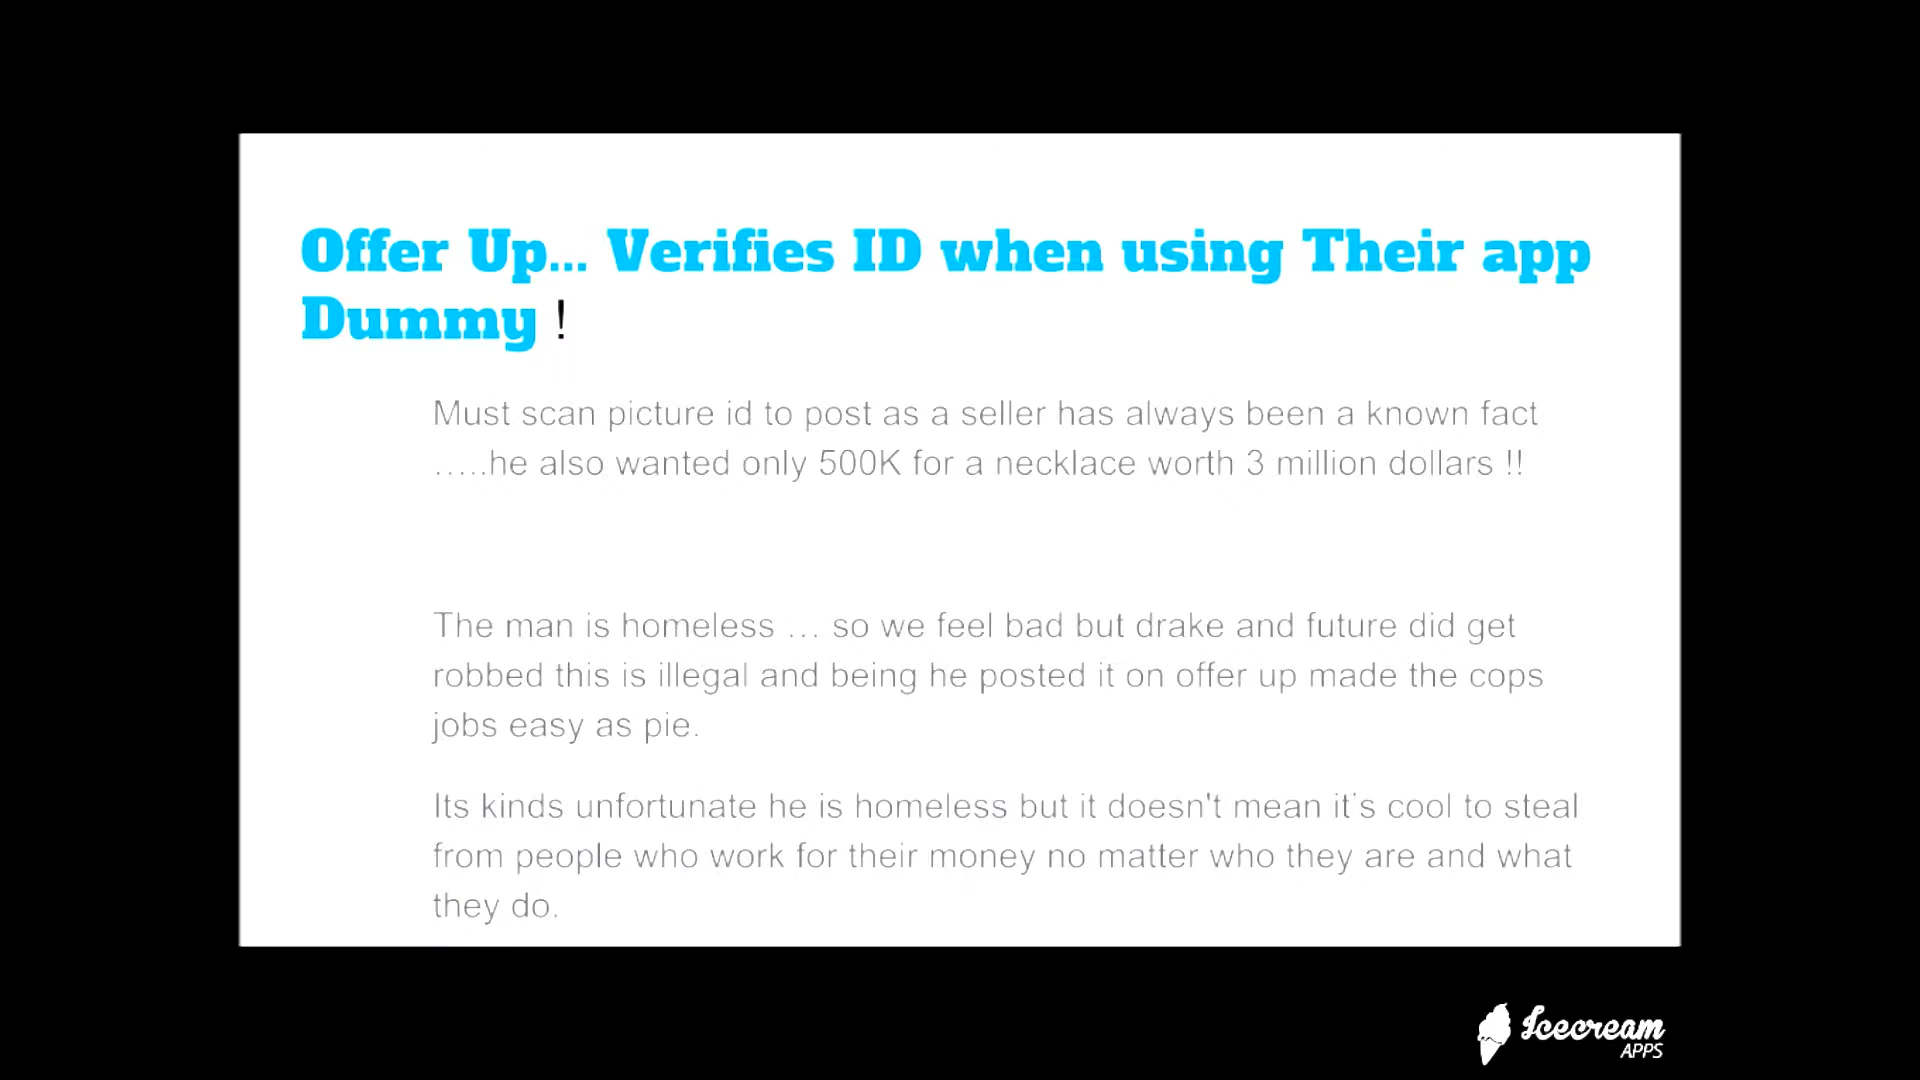 Offer Up... Verifies ID when using Their app
Dummy !
Must scan picture id to post as a seller has always been a known fact
.....he also wanted only 500K for a necklace worth 3 million dollars !!
The man is homeless ... so we feel bad but drake and future did get
robbed this is illegal and being he posted it on offer up made the cops
jobs easy as pie.
Its kinds unfortunate he is homeless but it doesn't mean it's cool to steal
from people who work for their money no matter who they are and what
they do.
Icecream
APPS